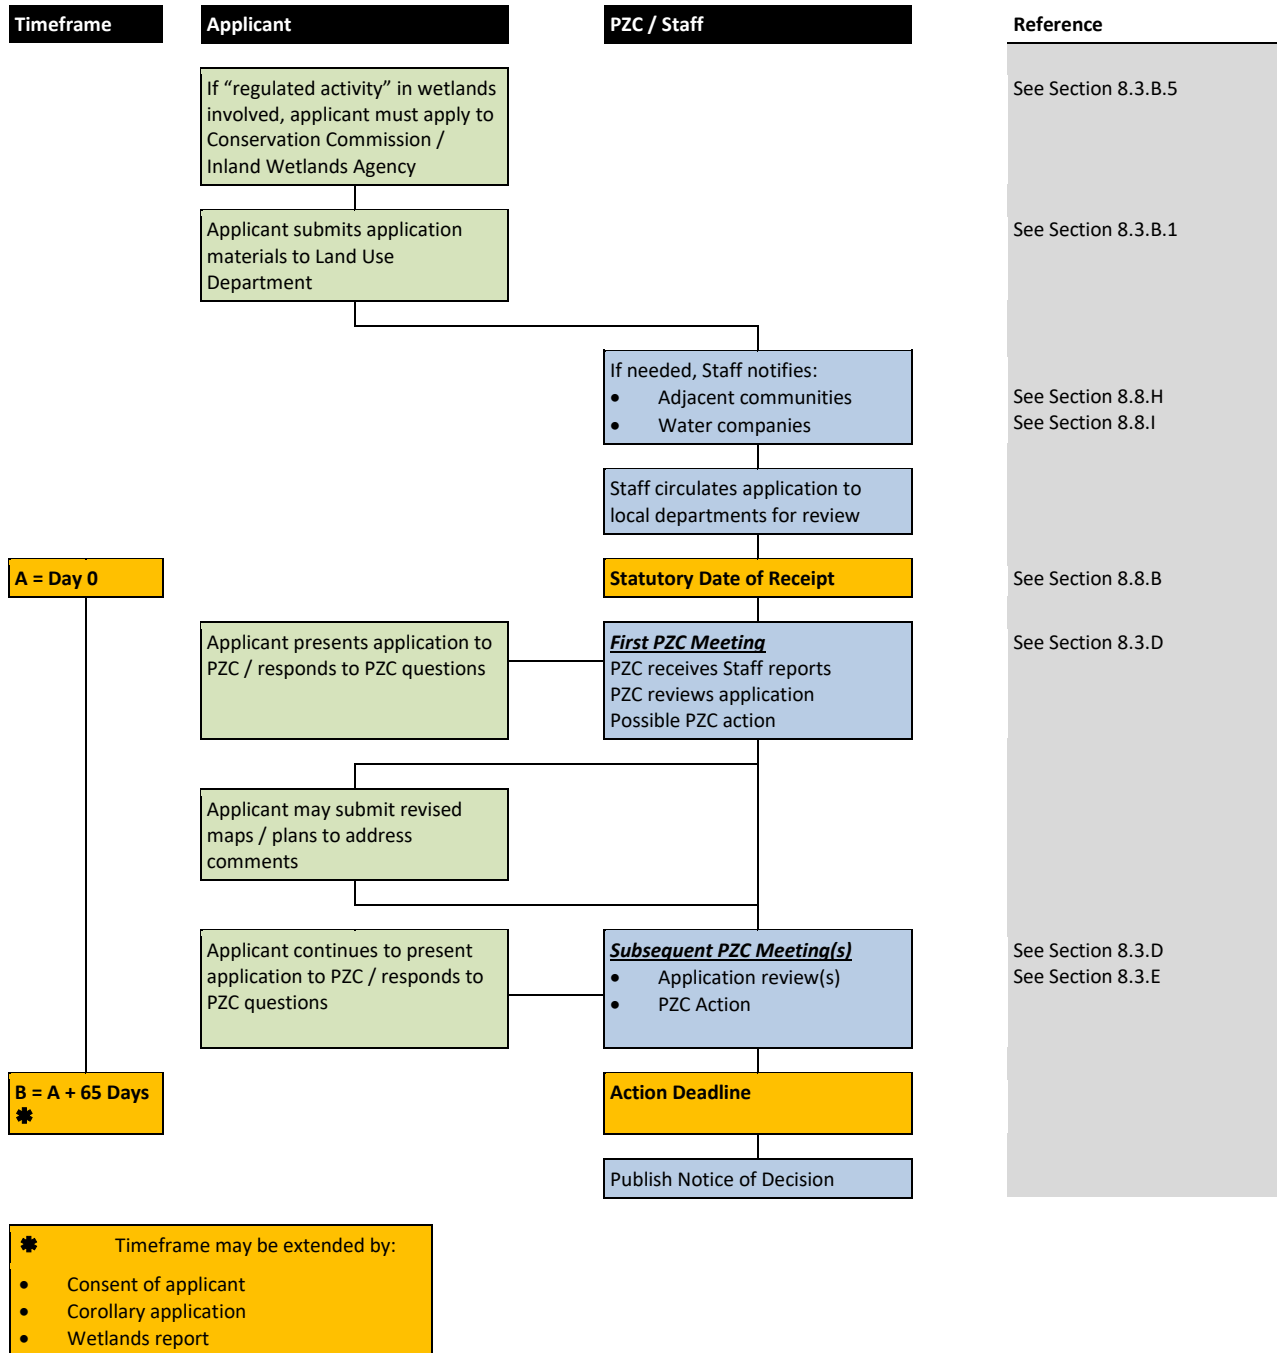 Timeframe
Applicant
PZC / Staff
Reference
If “regulated activity” in wetlands
involved, applicant must apply to
Conservation Commission /
Inland Wetlands Agency
See Section 8.3.B.5
Applicant submits application
materials to Land Use
Department
See Section 8.3.B.1
If needed, Staff notifies:
• Adjacent communities
• Water companies
See Section 8.8.H
See Section 8.8.I
Staff circulates application to
local departments for review
A = Day 0
Statutory Date of Receipt
See Section 8.8.B
Applicant presents application to
PZC / responds to PZC questions
First PZC Meeting
PZC receives Staff reports
PZC reviews application
Possible PZC action
See Section 8.3.D
Applicant may submit revised
maps / plans to address
comments
Applicant continues to present
application to PZC / responds to
PZC questions
Subsequent PZC Meeting(s)
• Application review(s)
• PZC Action
See Section 8.3.D
See Section 8.3.E
B = A + 65 Days
✱
Action Deadline
Publish Notice of Decision
✱ Timeframe may be extended by:
• Consent of applicant
• Corollary application
• Wetlands report